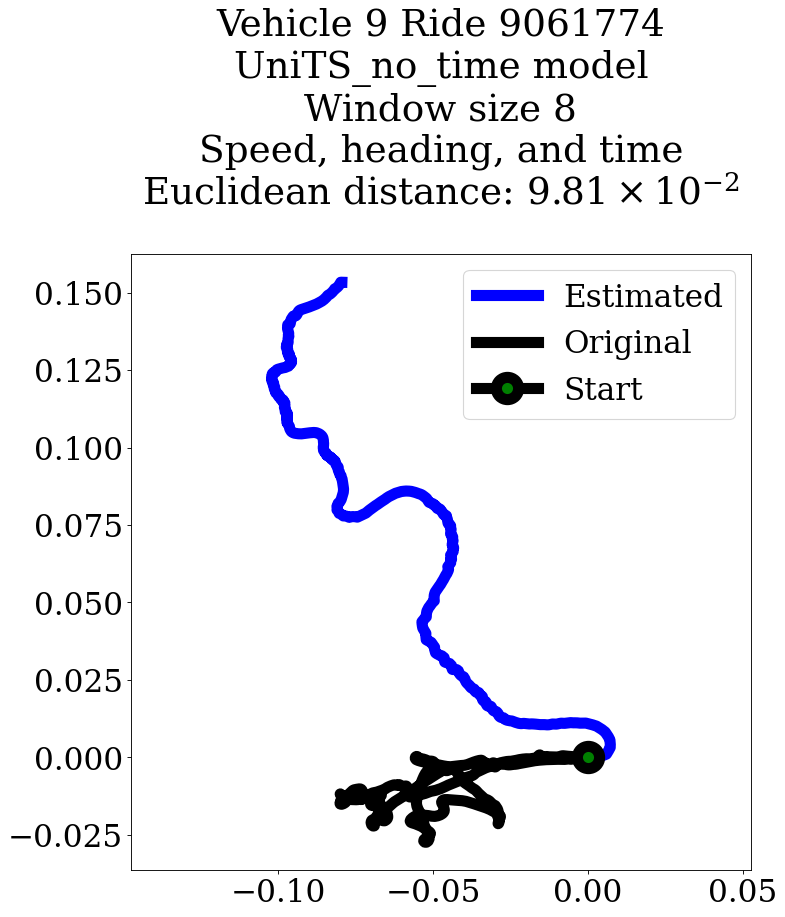 Vehicle 9 Ride 9061774
UniTS_no_time model
Window size 8
Speed, heading, and time
Euclidean distance: 9.81 × 10⁻²
Estimated
Original
Start
0.150
0.125
0.100
0.075
0.050
0.025
0.000
−0.025
−0.10
−0.05
0.00
0.05